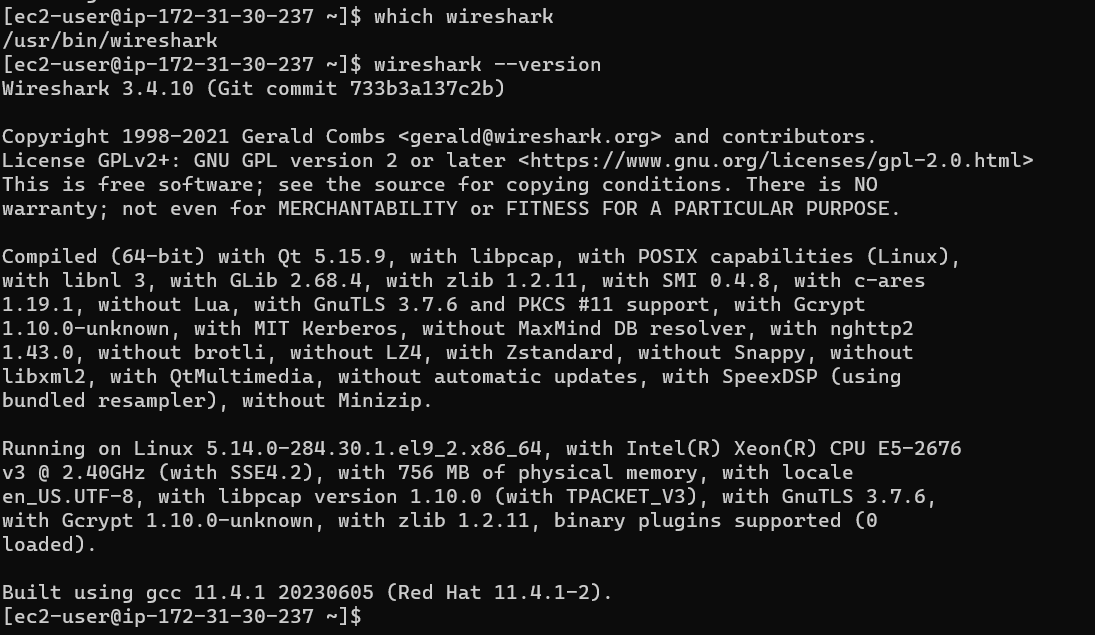 [ec2-user@ip-172-31-30-237 ~]$ which wireshark
/usr/bin/wireshark
[ec2-user@ip-172-31-30-237 ~]$ wireshark --version
Wireshark 3.4.10 (Git commit 733b3a137c2b)

Copyright 1998-2021 Gerald Combs <gerald@wireshark.org> and contributors.
License GPLv2+: GNU GPL version 2 or later <https://www.gnu.org/licenses/gpl-2.0.html>
This is free software; see the source for copying conditions. There is NO
warranty; not even for MERCHANTABILITY or FITNESS FOR A PARTICULAR PURPOSE.

Compiled (64-bit) with Qt 5.15.9, with libpcap, with POSIX capabilities (Linux),
with libnl 3, with GLib 2.68.4, with zlib 1.2.11, with SMI 0.4.8, with c-ares
1.19.1, without Lua, with GnuTLS 3.7.6 and PKCS #11 support, with Gcrypt
1.10.0-unknown, with MIT Kerberos, without MaxMind DB resolver, with nghttp2
1.43.0, without brotli, without LZ4, with Zstandard, without Snappy, without
libxml2, with QtMultimedia, without automatic updates, with SpeexDSP (using
bundled resampler), without Minizip.

Running on Linux 5.14.0-284.30.1.el9_2.x86_64, with Intel(R) Xeon(R) CPU E5-2676
v3 @ 2.40GHz (with SSE4.2), with 756 MB of physical memory, with locale
en_US.UTF-8, with libpcap version 1.10.0 (with TPACKET_V3), with GnuTLS 3.7.6,
with Gcrypt 1.10.0-unknown, with zlib 1.2.11, binary plugins supported (0
loaded).

Built using gcc 11.4.1 20230605 (Red Hat 11.4.1-2).
[ec2-user@ip-172-31-30-237 ~]$